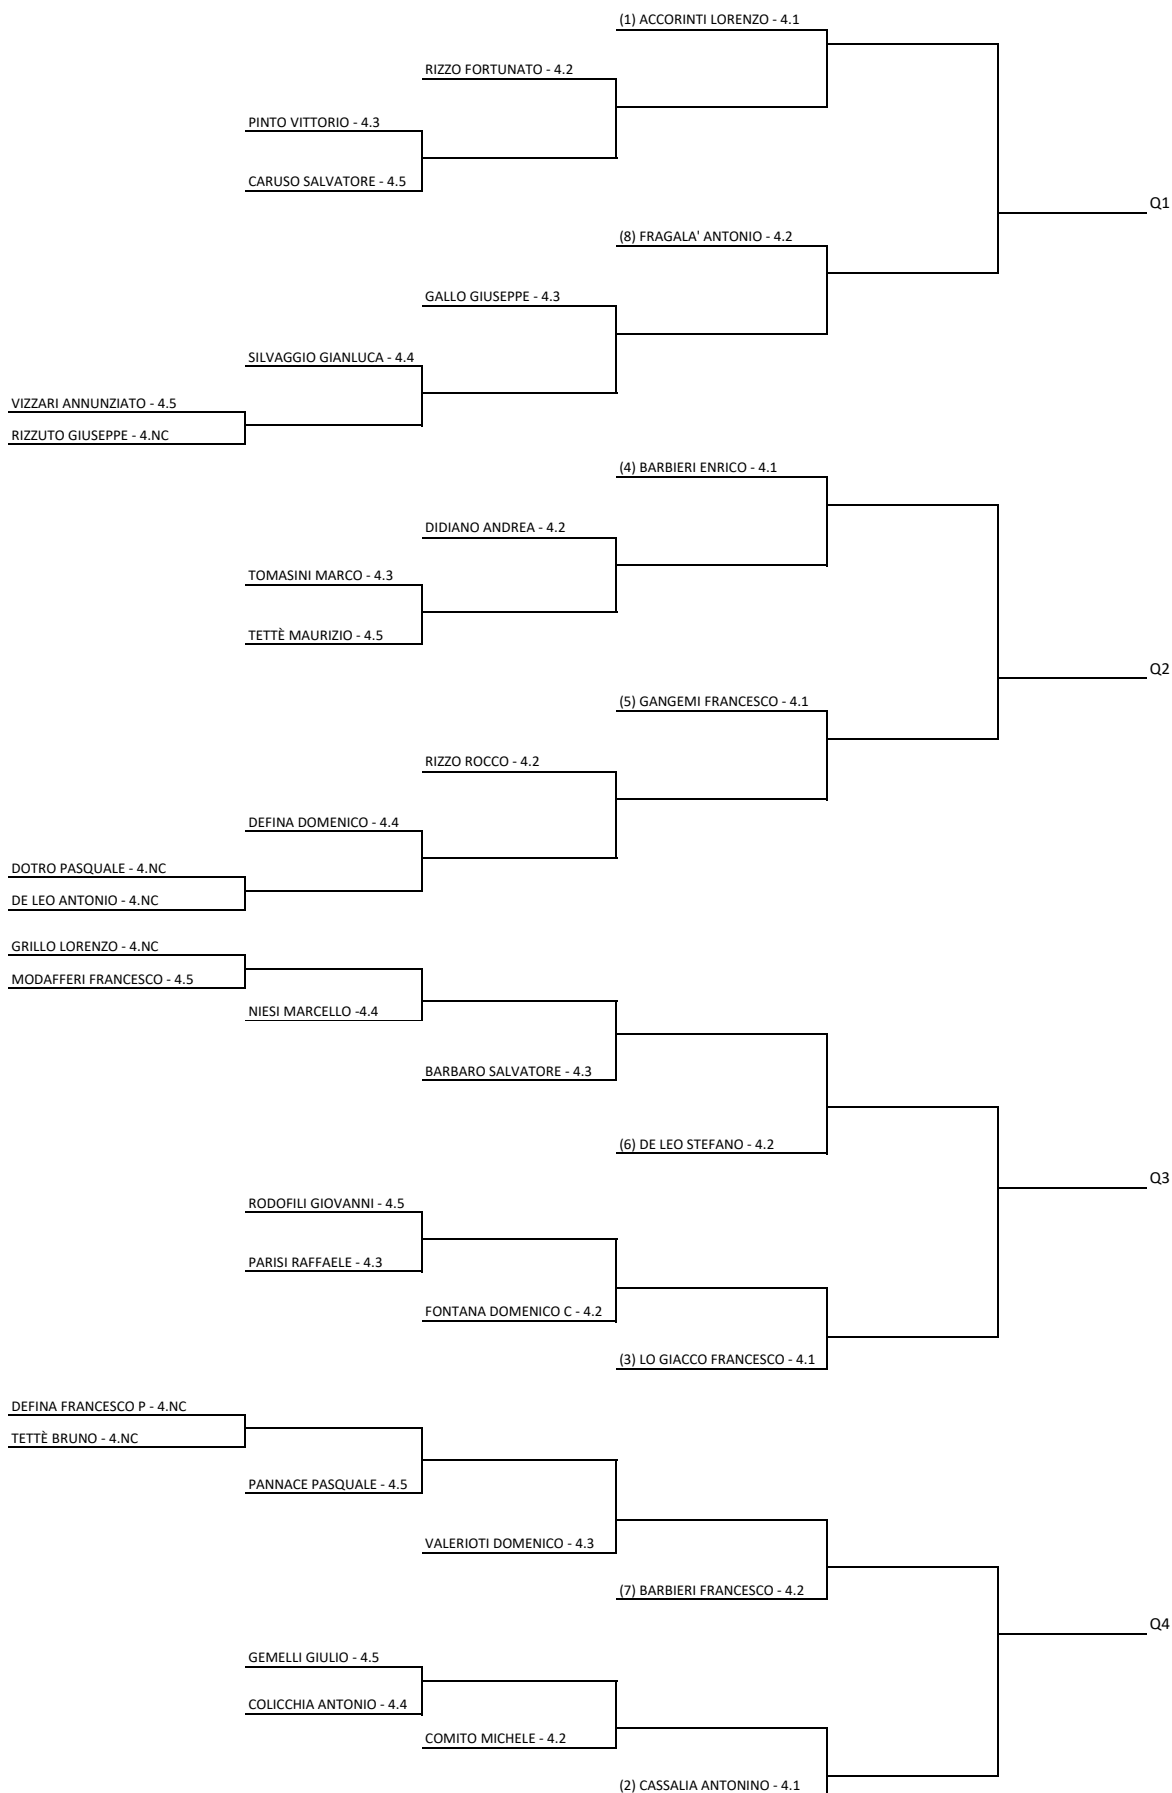 (1) ACCORINTI LORENZO - 4.1
RIZZO FORTUNATO - 4.2
PINTO VITTORIO - 4.3
CARUSO SALVATORE - 4.5
Q1
(8) FRAGALA' ANTONIO - 4.2
GALLO GIUSEPPE - 4.3
SILVAGGIO GIANLUCA - 4.4
VIZZARI ANNUNZIATO - 4.5
RIZZUTO GIUSEPPE - 4.NC
(4) BARBIERI ENRICO - 4.1
DIDIANO ANDREA - 4.2
TOMASINI MARCO - 4.3
TETTÈ MAURIZIO - 4.5
Q2
(5) GANGEMI FRANCESCO - 4.1
RIZZO ROCCO - 4.2
DEFINA DOMENICO - 4.4
DOTRO PASQUALE - 4.NC
DE LEO ANTONIO - 4.NC
GRILLO LORENZO - 4.NC
MODAFFERI FRANCESCO - 4.5
NIESI MARCELLO -4.4
BARBARO SALVATORE - 4.3
(6) DE LEO STEFANO - 4.2
Q3
RODOFILI GIOVANNI - 4.5
PARISI RAFFAELE - 4.3
FONTANA DOMENICO C - 4.2
(3) LO GIACCO FRANCESCO - 4.1
DEFINA FRANCESCO P - 4.NC
TETTÈ BRUNO - 4.NC
PANNACE PASQUALE - 4.5
VALERIOTI DOMENICO - 4.3
(7) BARBIERI FRANCESCO - 4.2
Q4
GEMELLI GIULIO - 4.5
COLICCHIA ANTONIO - 4.4
COMITO MICHELE - 4.2
(2) CASSALIA ANTONINO - 4.1